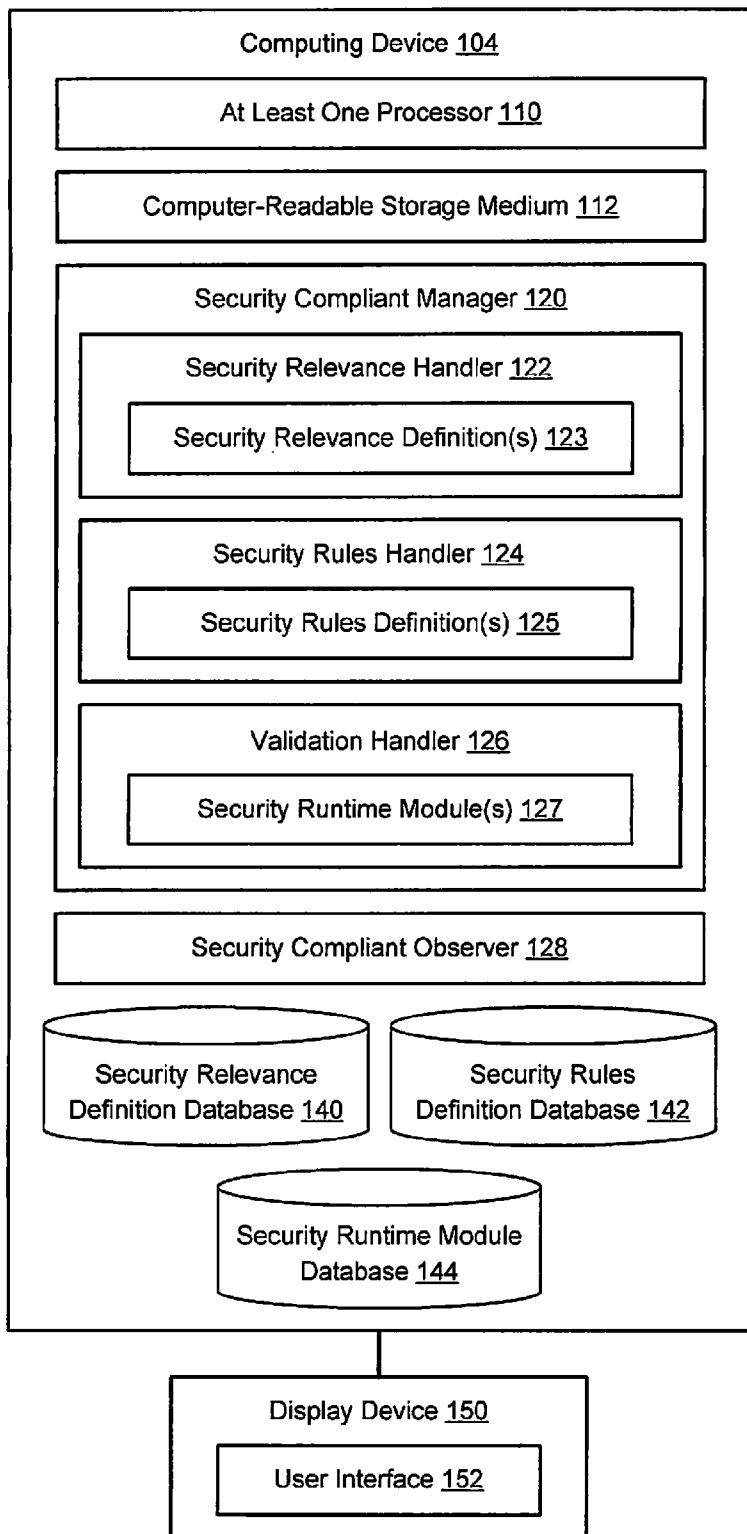 Computing Device 104
At Least One Processor 110
Computer-Readable Storage Medium 112
Security Compliant Manager 120
Security Relevance Handler 122
Security Relevance Definition(s) 123
Security Rules Handler 124
Security Rules Definition(s) 125
Validation Handler 126
Security Runtime Module(s) 127
Security Compliant Observer 128
Security Relevance
Definition Database 140
Security Rules
Definition Database 142
Security Runtime Module
Database 144
Display Device 150
User Interface 152